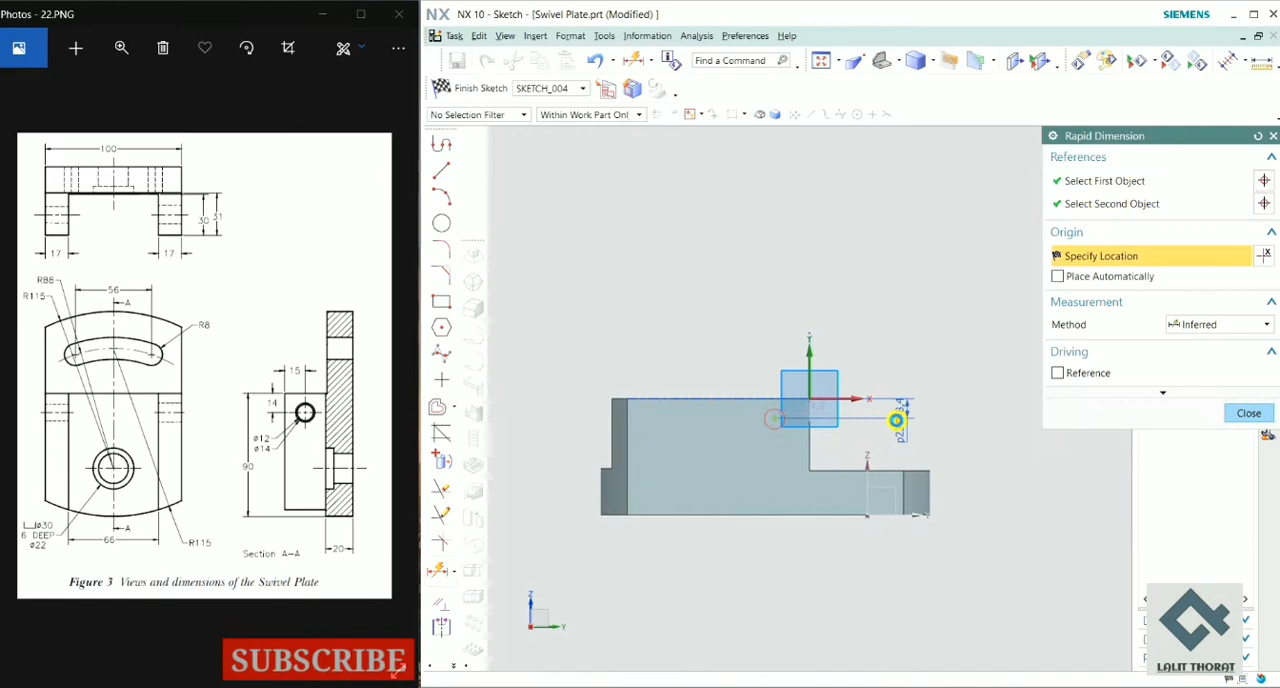 Photos - 22.PNG
NX
NX 10 - Sketch - [Swivel Plate.prt (Modified) ]
SIEMENS
Task Edit View Insert Format Tools Information Analysis Preferences Help
Find a Command
Finish Sketch SKETCH_004
No Selection Filter
Within Work Part Onl
Rapid Dimension
References
Select First Object
Select Second Object
Origin
Specify Location
Place Automatically
Measurement
Method
Inferred
Driving
Reference
Close
Y
X
Z
Z
Y
100
30
31
17
17
R88
R115
56
A
R8
15
14
ø12
ø14
90
ø30
6 DEEP
ø22
A
66
R115
Section A-A
20
Figure 3 Views and dimensions of the Swivel Plate
SUBSCRIBE
LALIT THORAT